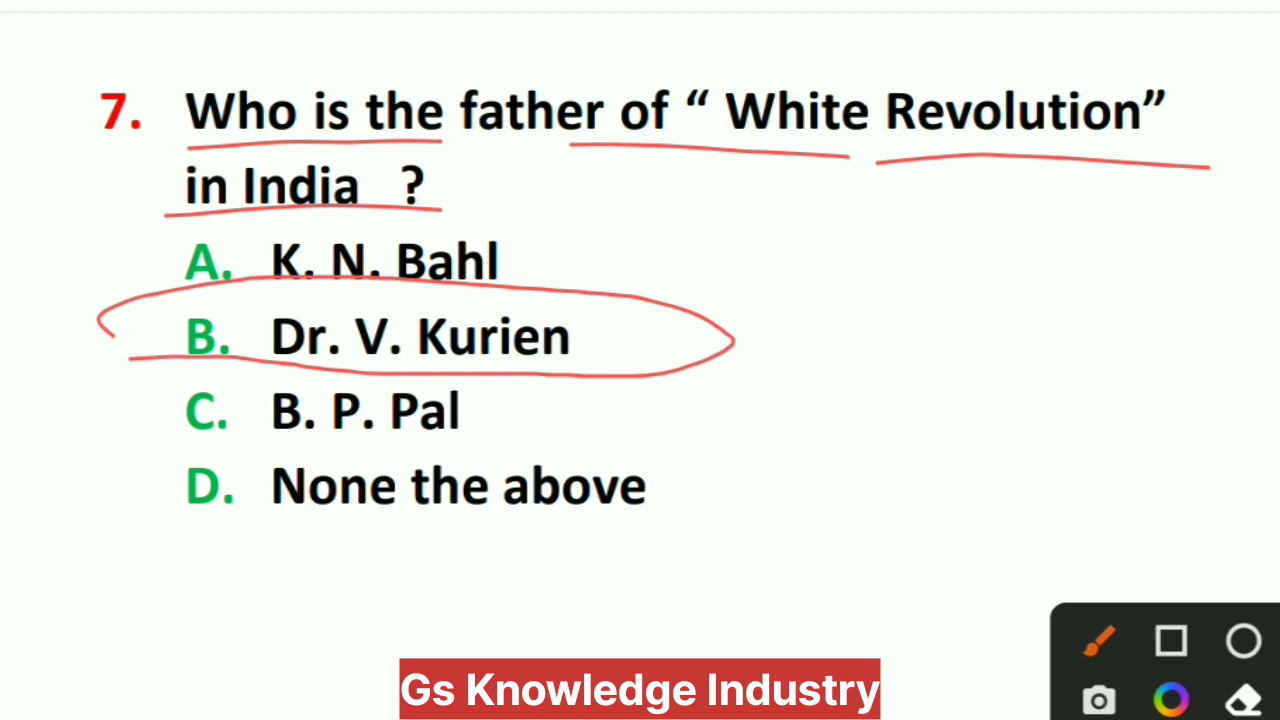 7. Who is the father of “ White Revolution”
in India ?
A. K. N. Bahl
B. Dr. V. Kurien
C. B. P. Pal
D. None the above
Gs Knowledge Industry